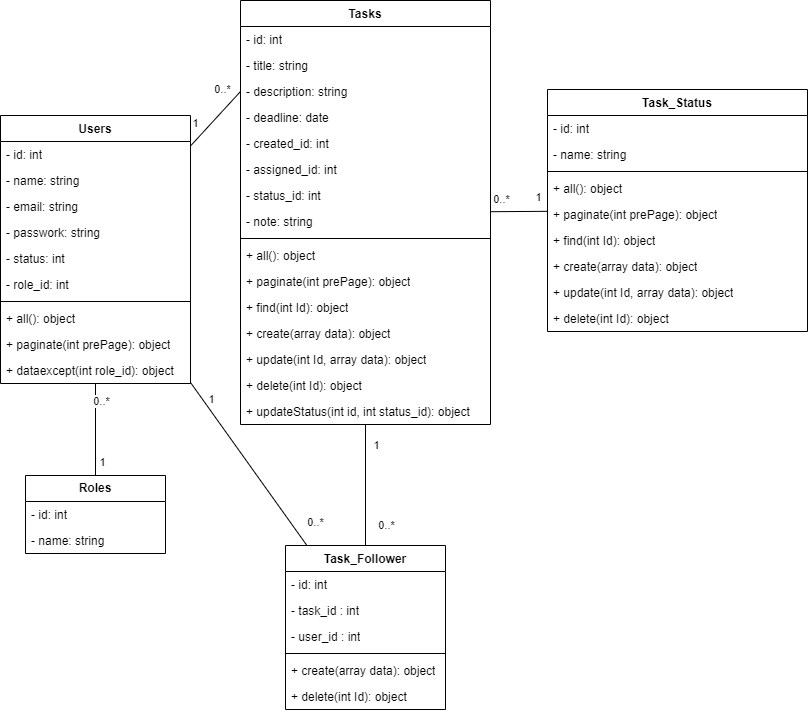 Tasks
- id: int
- title: string
- description: string
- deadline: date
- created_id: int
- assigned_id: int
- status_id: int
- note: string
+ all(): object
+ paginate(int prePage): object
+ find(int Id): object
+ create(array data): object
+ update(int Id, array data): object
+ delete(int Id): object
+ updateStatus(int id, int status_id): object
Users
- id: int
- name: string
- email: string
- passwork: string
- status: int
- role_id: int
+ all(): object
+ paginate(int prePage): object
+ dataexcept(int role_id): object
1
0..*
Task_Status
- id: int
- name: string
+ all(): object
+ paginate(int prePage): object
+ find(int Id): object
+ create(array data): object
+ update(int Id, array data): object
+ delete(int Id): object
0..*
1
0..*
1
Roles
- id: int
- name: string
1
0..*
1
0..*
Task_Follower
- id: int
- task_id : int
- user_id : int
+ create(array data): object
+ delete(int Id): object